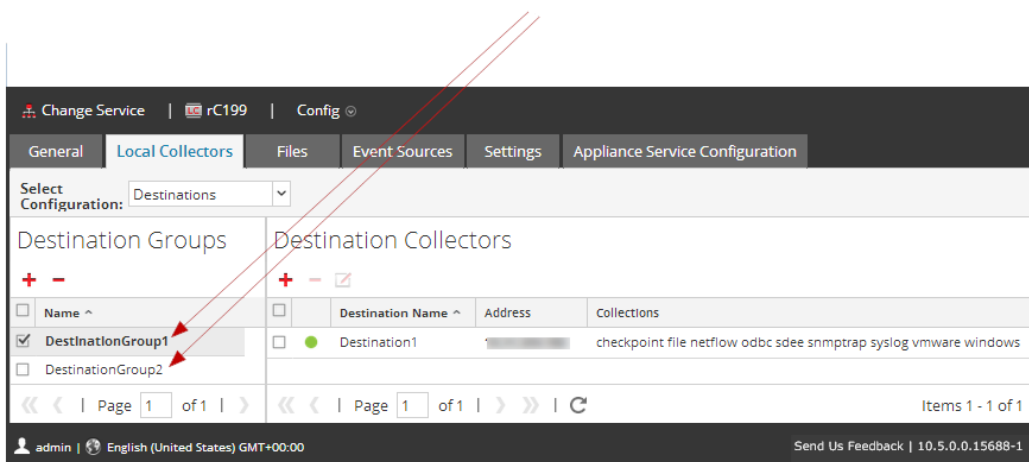 Change Service | LC rC199 | Config
General Local Collectors Files Event Sources Settings Appliance Service Configuration
Select Configuration: Destinations
Destination Groups
Destination Collectors
Name
DestInatIonGroup1
DestinationGroup2
Page 1 of 1
Destination Name Address Collections
Destination1 checkpoint file netflow odbc sdee snmptrap syslog vmware windows
Page 1 of 1 Items 1 - 1 of 1
admin | English (United States) GMT+00:00 Send Us Feedback | 10.5.0.0.15688-1